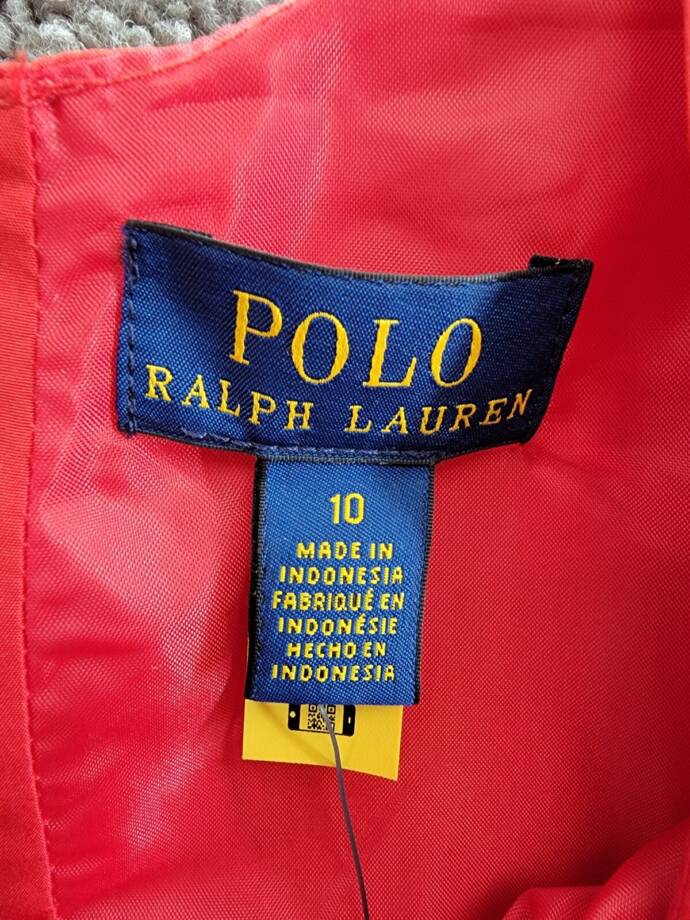 POLO
RALPH LAUREN
10
MADE IN
INDONESIA
FABRIQUÉ EN
INDONÉSIE
HECHO EN
INDONESIA